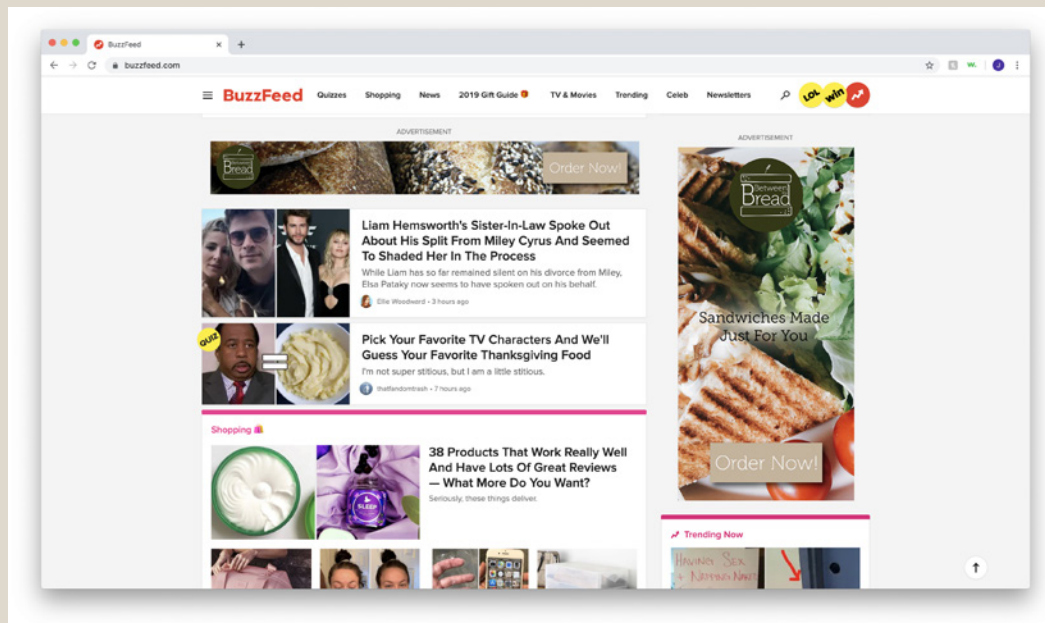 BuzzFeed
buzzfeed.com
BuzzFeed Quizzes Shopping News 2019 Gift Guide TV & Movies Trending Celeb Newsletters LOL win
ADVERTISEMENT
Between
Bread
Order Now!
Liam Hemsworth's Sister-In-Law Spoke Out
About His Split From Miley Cyrus And Seemed
To Shaded Her In The Process
While Liam has so far remained silent on his divorce from Miley,
Elsa Pataky now seems to have spoken out on his behalf.
Ellie Woodward • 3 hours ago
QUIZ
Pick Your Favorite TV Characters And We'll
Guess Your Favorite Thanksgiving Food
I'm not super stitious, but I am a little stitious.
thatfandomtrash • 7 hours ago
Shopping
38 Products That Work Really Well
And Have Lots Of Great Reviews
— What More Do You Want?
Seriously, these things deliver.
SLEEP
ADVERTISEMENT
Between
Bread
Sandwiches Made
Just For You
Order Now!
Trending Now
HAVING SEX
+ NAPPING NAKED